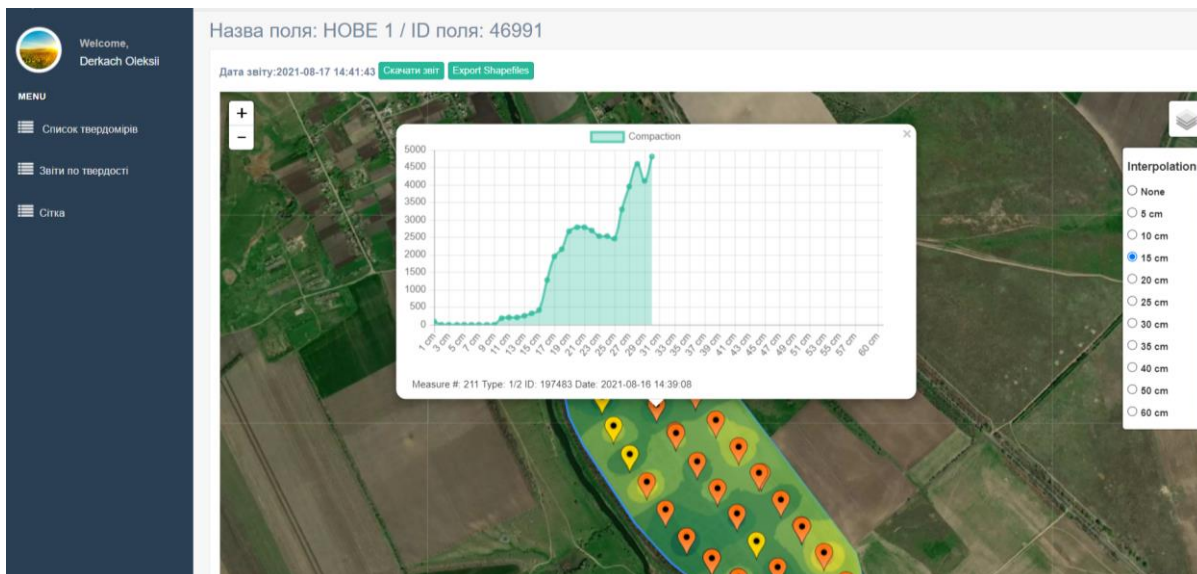 Welcome,
Derkach Oleksii
MENU
Список твердомірів
Звіти по твердості
Сітка
Назва поля: НОВЕ 1 / ID поля: 46991
Дата звіту:2021-08-17 14:41:43 Скачати звіт Export Shapefiles
+
−
Compaction
×
5000
4500
4000
3500
3000
2500
2000
1500
1000
500
0
1 cm 3 cm 5 cm 7 cm 9 cm 11 cm 13 cm 15 cm 17 cm 19 cm 21 cm 23 cm 25 cm 27 cm 29 cm 31 cm 33 cm 35 cm 37 cm 39 cm 41 cm 43 cm 45 cm 47 cm 49 cm 51 cm 53 cm 55 cm 57 cm 60 cm
Measure #: 211 Type: 1/2 ID: 197483 Date: 2021-08-16 14:39:08
Interpolation
None
5 cm
10 cm
15 cm
20 cm
25 cm
30 cm
35 cm
40 cm
50 cm
60 cm